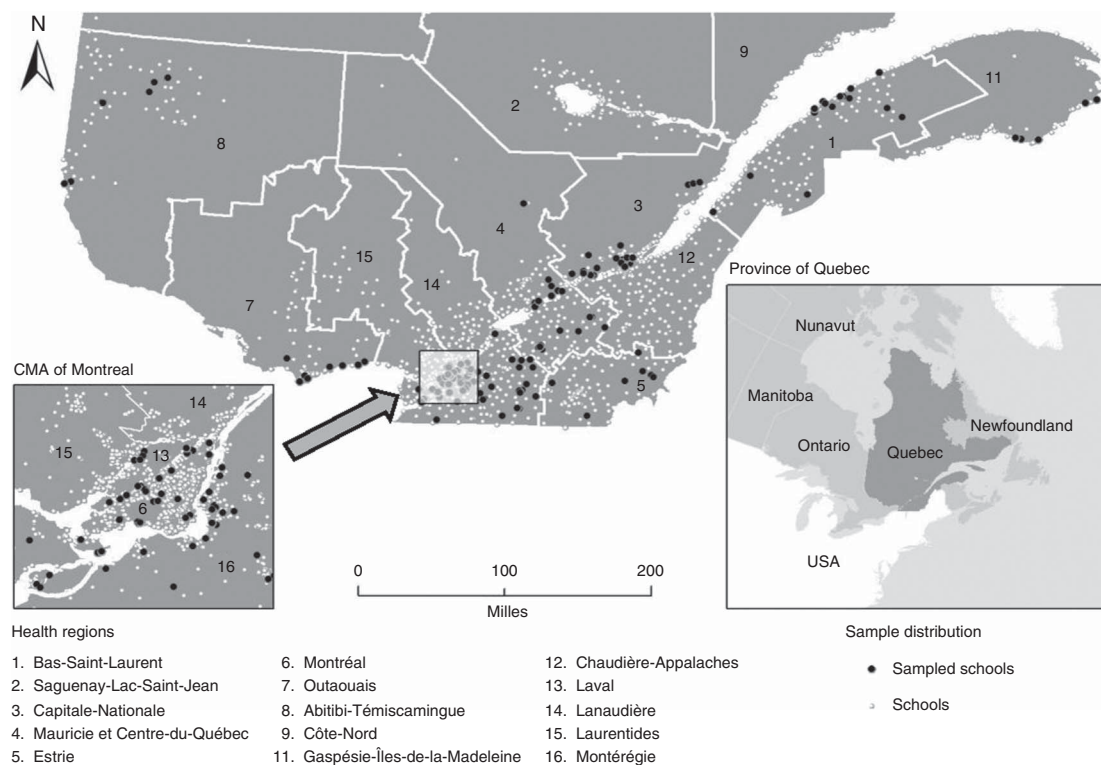 N
9
11
2
8
1
3
4
15
12
14
7
5
Province of Quebec
Nunavut
Manitoba
Newfoundland
Ontario
Quebec
USA
CMA of Montreal
14
15
13
6
16
0 100 200
Milles
Health regions
1. Bas-Saint-Laurent
2. Saguenay-Lac-Saint-Jean
3. Capitale-Nationale
4. Mauricie et Centre-du-Québec
5. Estrie
6. Montréal
7. Outaouais
8. Abitibi-Témiscamingue
9. Côte-Nord
11. Gaspésie-Îles-de-la-Madeleine
12. Chaudière-Appalaches
13. Laval
14. Lanaudière
15. Laurentides
16. Montérégie
Sample distribution
Sampled schools
Schools